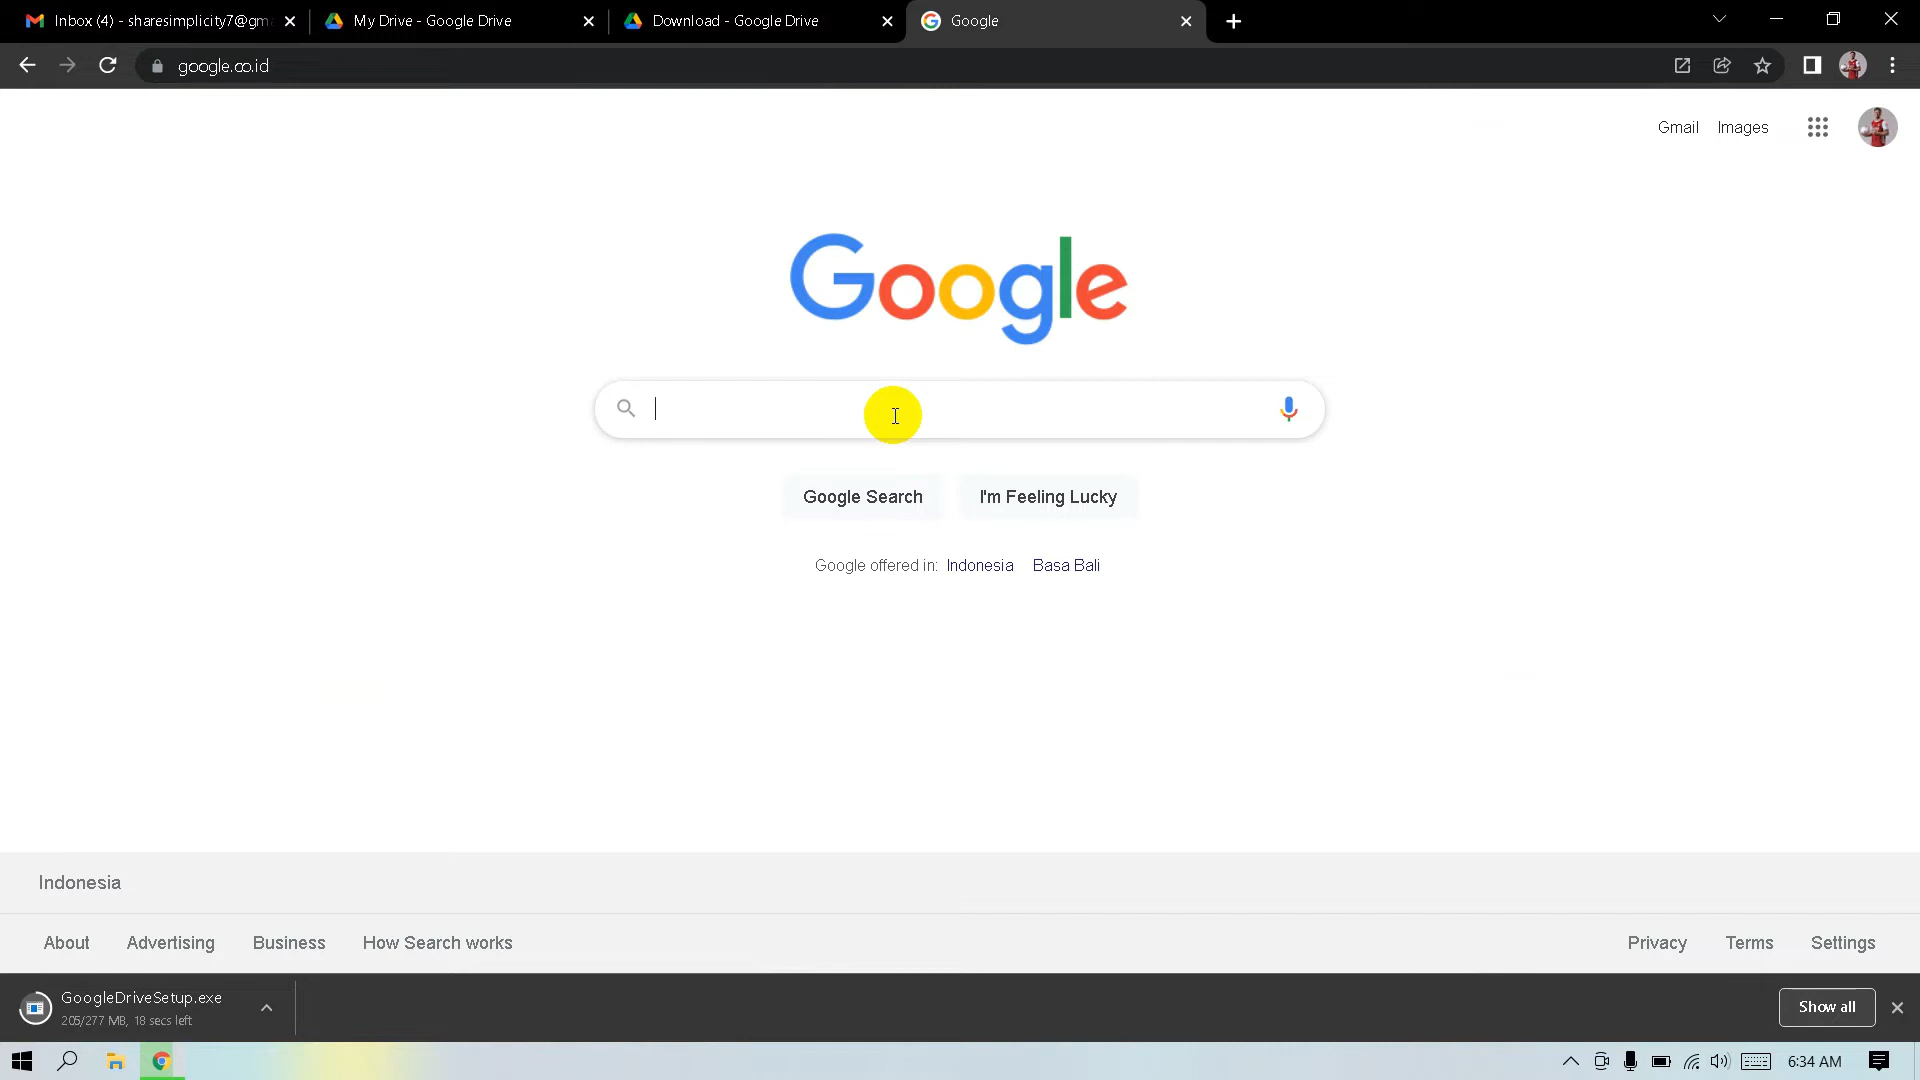 Inbox (4) - sharesimplicity7@gm
My Drive - Google Drive
Download - Google Drive
Google
google.co.id
Gmail
Images
Google
Google Search
I'm Feeling Lucky
Google offered in: Indonesia Basa Bali
Indonesia
About
Advertising
Business
How Search works
Privacy
Terms
Settings
GoogleDriveSetup.exe
205/277 MB, 18 secs left
Show all
6:34 AM